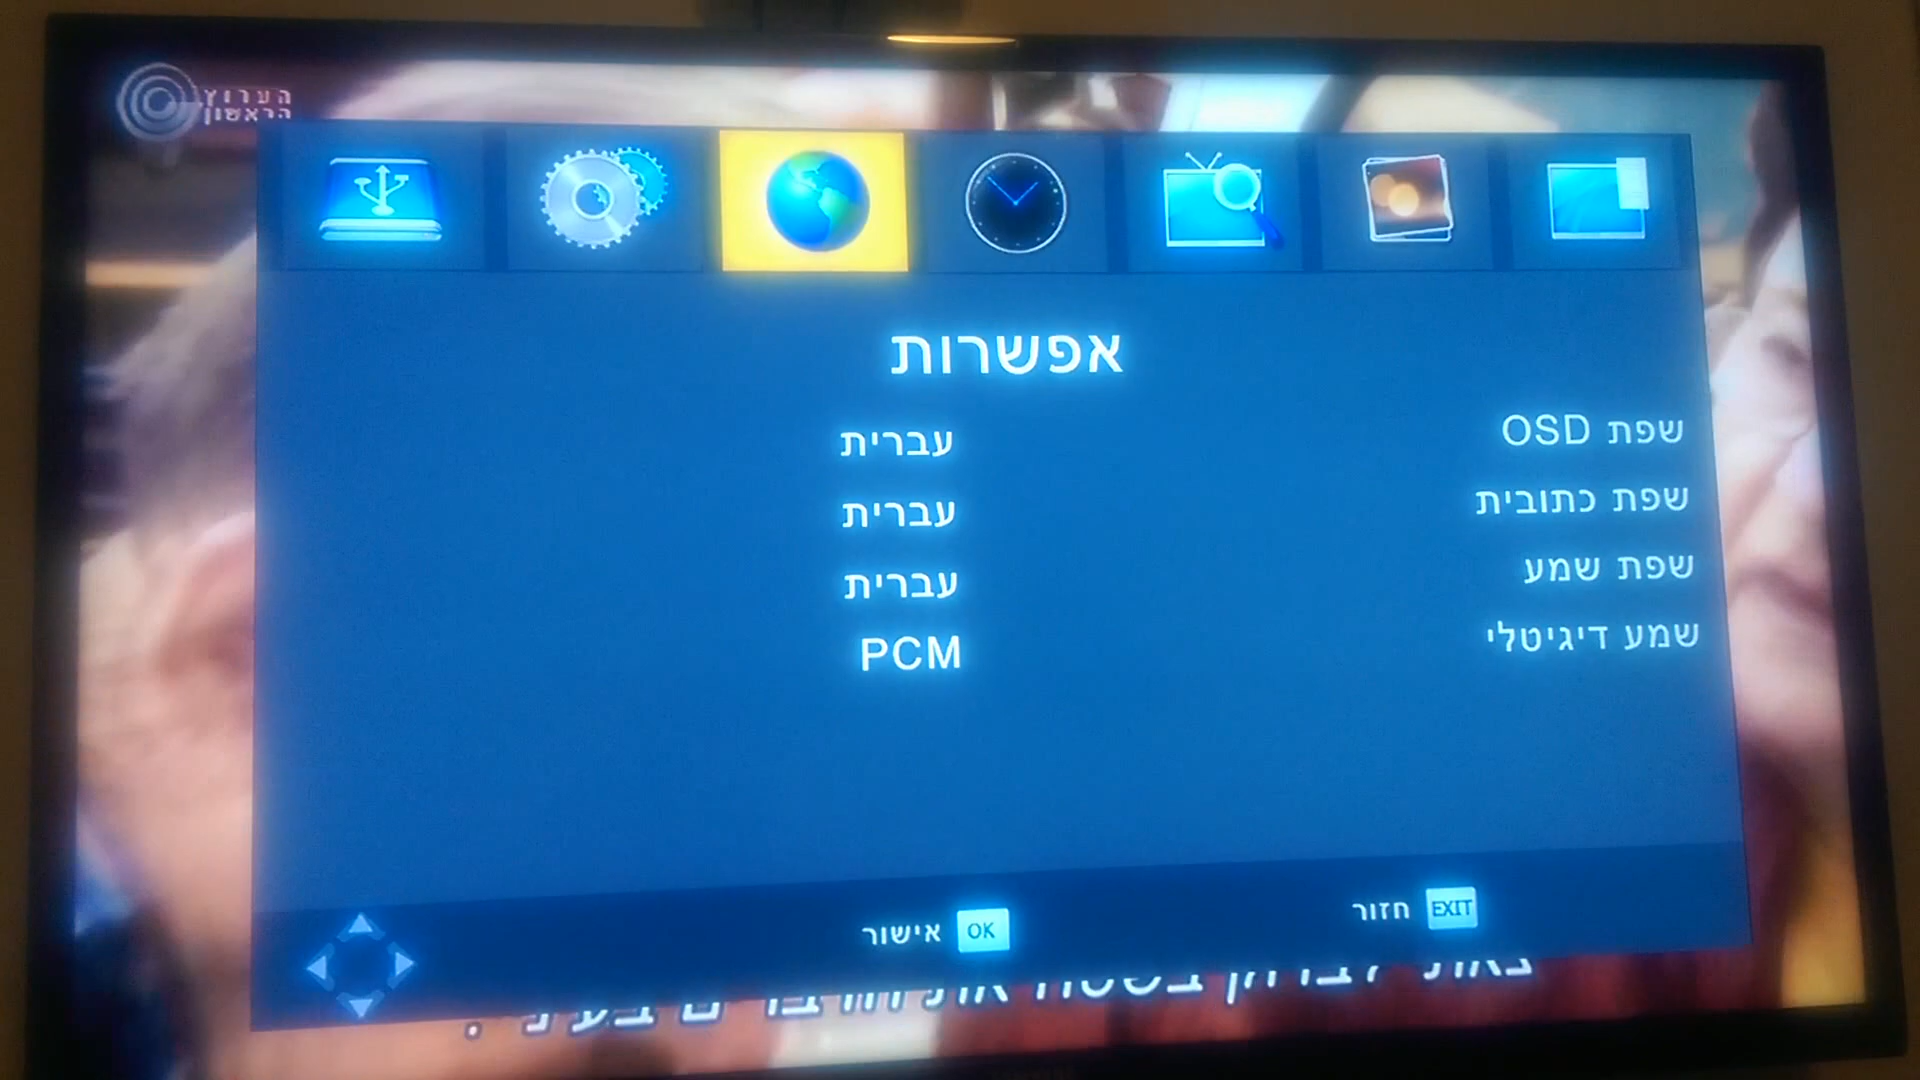 הערוץ
הראשון
אפשרות
שפת OSD עברית
שפת כתובית עברית
שפת שמע עברית
שמע דיגיטלי PCM
EXIT חזור
OK אישור